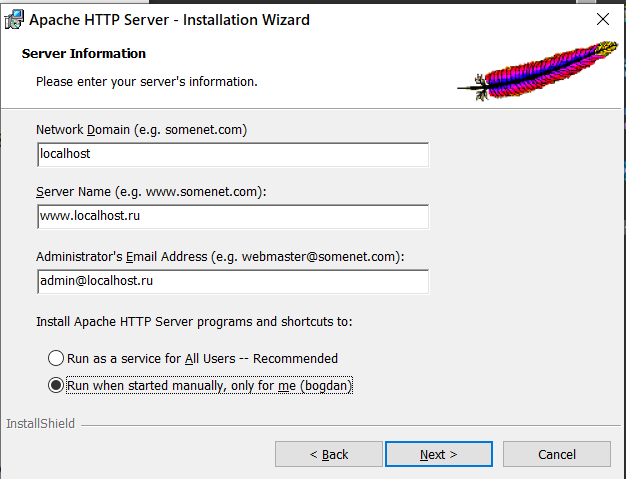 Apache HTTP Server - Installation Wizard
Server Information
Please enter your server's information.
Network Domain (e.g. somenet.com)
localhost
Server Name (e.g. www.somenet.com):
www.localhost.ru
Administrator's Email Address (e.g. webmaster@somenet.com):
admin@localhost.ru
Install Apache HTTP Server programs and shortcuts to:
Run as a service for All Users -- Recommended
Run when started manually, only for me (bogdan)
InstallShield
< Back Next > Cancel